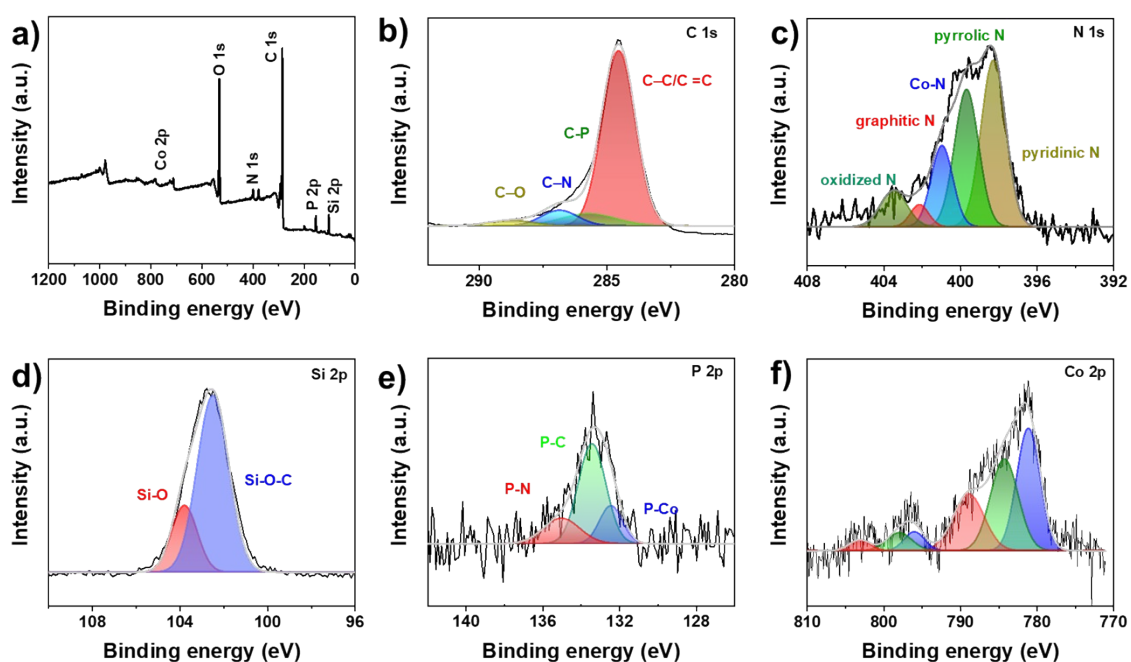 a)
Intensity (a.u.)
Co 2p
O 1s
N 1s
C 1s
P 2p
Si 2p
1200 1000 800 600 400 200 0
Binding energy (eV)
b)
C 1s
Intensity (a.u.)
C–C/C =C
C-P
C–N
C–O
290 285 280
Binding energy (eV)
c)
N 1s
Intensity (a.u.)
pyrrolic N
Co-N
graphitic N
pyridinic N
oxidized N
408 404 400 396 392
Binding energy (eV)
d)
Si 2p
Intensity (a.u.)
Si-O
Si-O-C
108 104 100 96
Binding energy (eV)
e)
P 2p
Intensity (a.u.)
P-C
P-N
P-Co
140 136 132 128
Binding energy (eV)
f)
Co 2p
Intensity (a.u.)
810 800 790 780 770
Binding energy (eV)